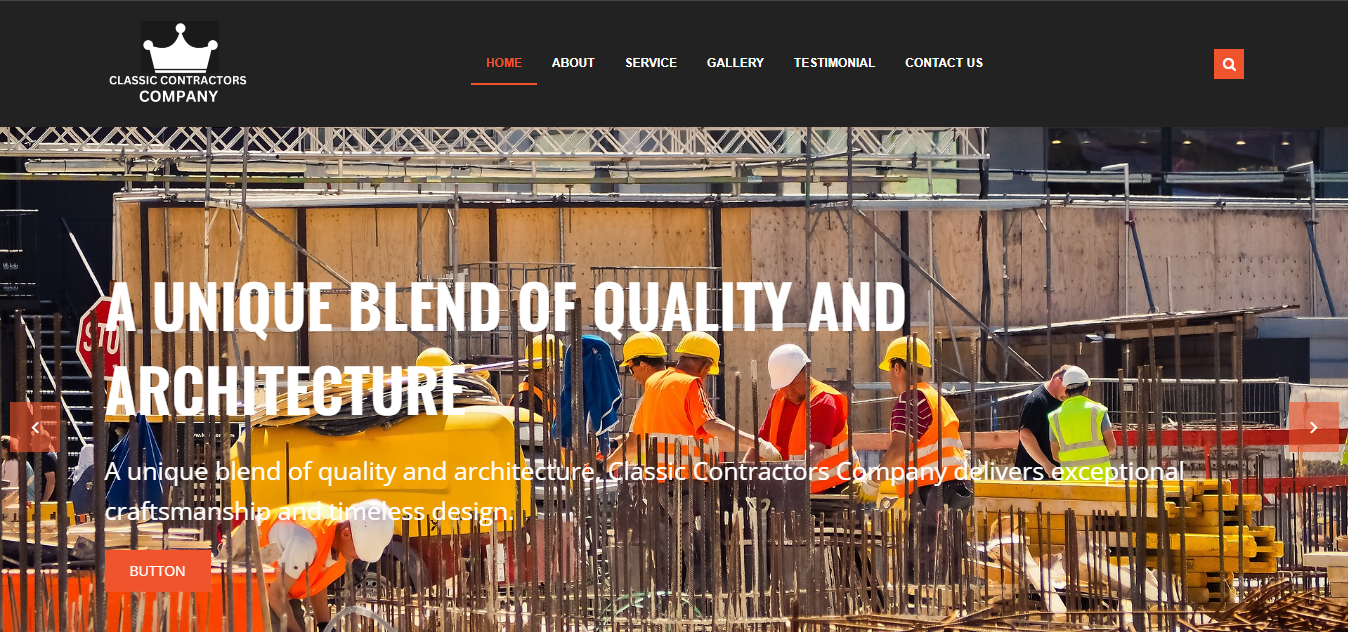 CLASSIC CONTRACTORS
COMPANY
HOME ABOUT SERVICE GALLERY TESTIMONIAL CONTACT US
A UNIQUE BLEND OF QUALITY AND
ARCHITECTURE
A unique blend of quality and architecture, Classic Contractors Company delivers exceptional
craftsmanship and timeless design.
BUTTON